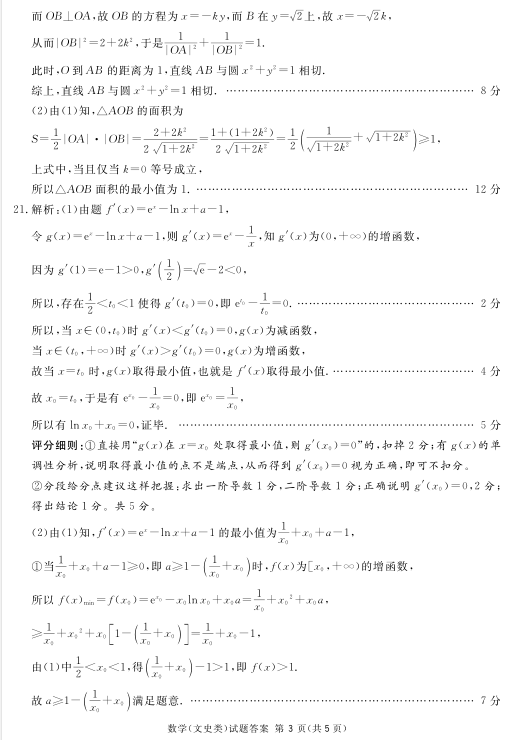 而 OB⊥OA,故 OB 的方程为 x=-ky,而 B 在 y=√2上,故 x=-√2k,
从而|OB|²=2+2k²,于是 1/|OA|² + 1/|OB|² =1.
此时,O 到 AB 的距离为 1,直线 AB 与圆 x²+y²=1 相切.
综上,直线 AB 与圆 x²+y²=1 相切. ………… 8 分
(2)由(1)知,△AOB 的面积为
S=1/2|OA|·|OB|=(2+2k²)/(2√(1+2k²))=(1+(1+2k²))/(2√(1+2k²))=1/2(1/√(1+2k²)+√(1+2k²))≥1,
上式中,当且仅当 k=0 等号成立,
所以△AOB 面积的最小值为 1. ………… 12 分
21.解析:(1)由题 f′(x)=eˣ-ln x+a-1,
令 g(x)=eˣ-ln x+a-1,则 g′(x)=eˣ-1/x,知 g′(x)为(0,+∞)的增函数,
因为 g′(1)=e-1>0,g′(1/2)=√e-2<0,
所以,存在 1/2<t₀<1 使得 g′(t₀)=0,即 e^(t₀)-1/t₀=0. ………… 2 分
所以,当 x∈(0,t₀)时 g′(x)<g′(t₀)=0,g(x)为减函数,
当 x∈(t₀,+∞)时 g′(x)>g′(t₀)=0,g(x)为增函数,
故当 x=t₀ 时,g(x)取得最小值,也就是 f′(x)取得最小值. ………… 4 分
故 x₀=t₀,于是有 e^(x₀)-1/x₀=0,即 e^(x₀)=1/x₀,
所以有 ln x₀+x₀=0,证毕. ………… 5 分
评分细则:①直接用“g(x)在 x=x₀ 处取得最小值,则 g′(x₀)=0”的,扣掉 2 分;有 g(x)的单
调性分析,说明取得最小值的点不是端点,从而得到 g′(x₀)=0 视为正确,即可不扣分。
②分段给分点建议这样把握:求出一阶导数 1 分,二阶导数 1 分;正确说明 g′(x₀)=0,2 分;
得出结论 1 分。共 5 分。
(2)由(1)知,f′(x)=eˣ-ln x+a-1 的最小值为 1/x₀+x₀+a-1,
①当 1/x₀+x₀+a-1≥0,即 a≥1-(1/x₀+x₀)时,f(x)为[x₀,+∞)的增函数,
所以 f(x)min=f(x₀)=e^(x₀)-x₀ln x₀+x₀a=1/x₀+x₀²+x₀a,
≥1/x₀+x₀²+x₀[1-(1/x₀+x₀)]=1/x₀+x₀-1,
由(1)中 1/2<x₀<1,得(1/x₀+x₀)-1>1,即 f(x)>1.
故 a≥1-(1/x₀+x₀)满足题意. ………… 7 分
数学(文史类)试题答案 第 3 页(共 5 页)